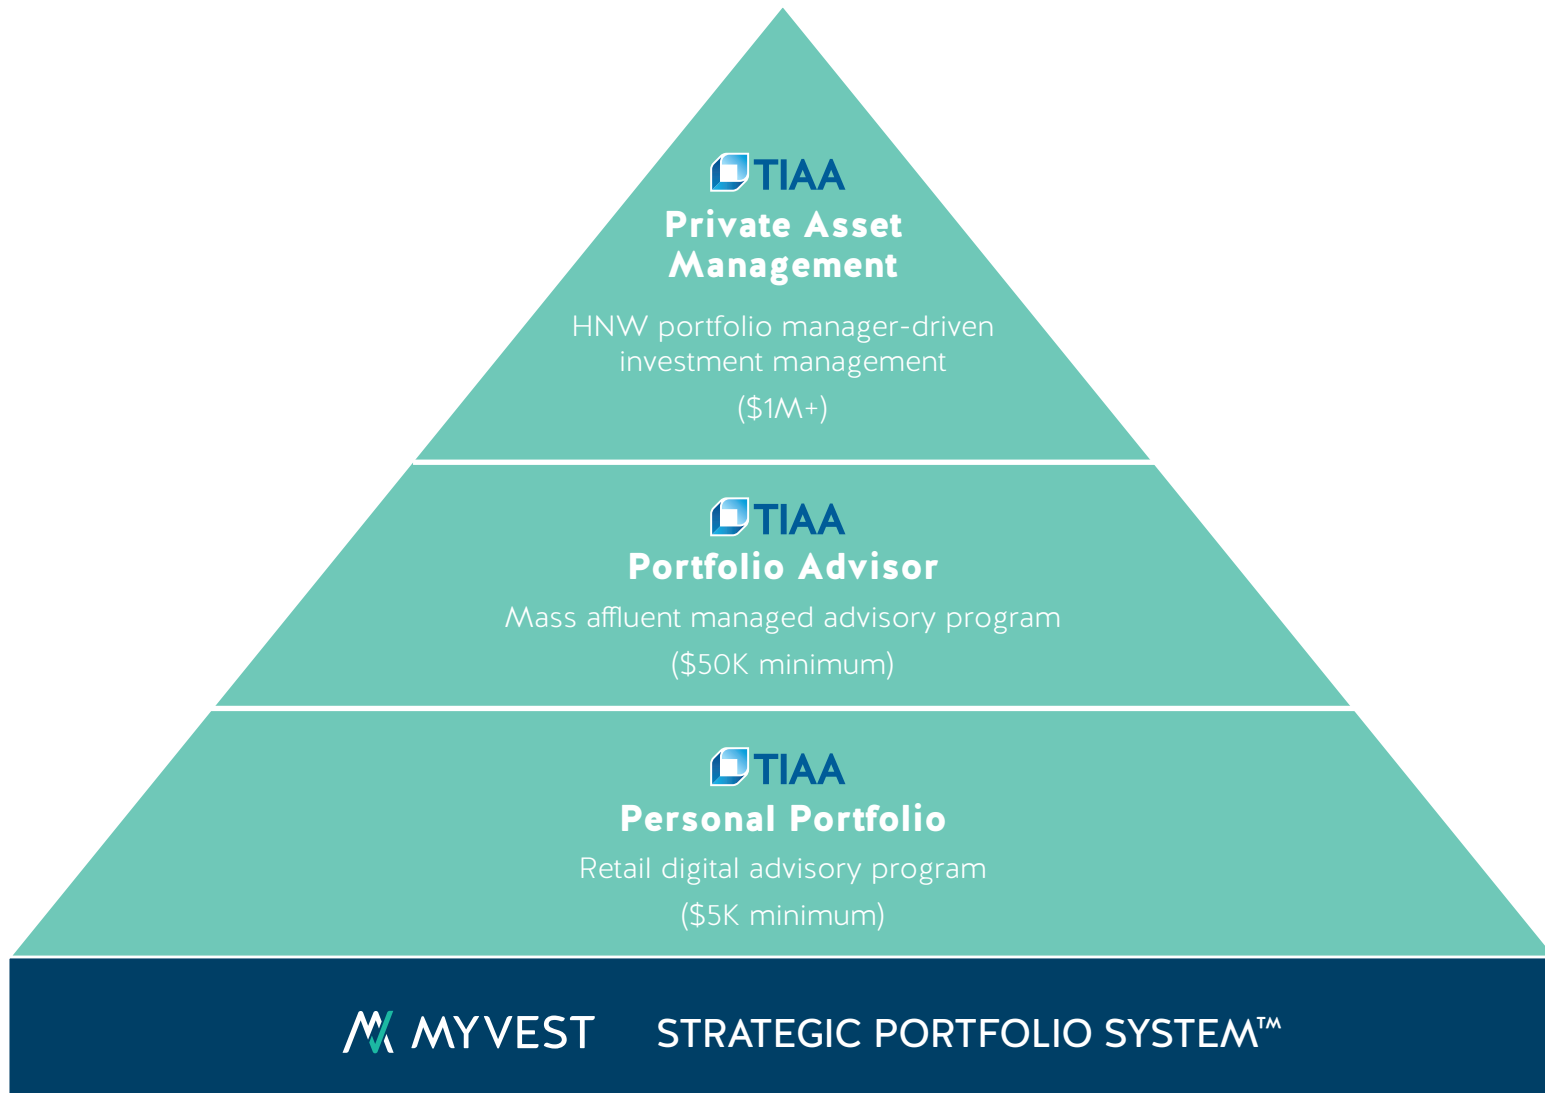 TIAA
Private Asset
Management
HNW portfolio manager-driven
investment management
($1M+)
TIAA
Portfolio Advisor
Mass affluent managed advisory program
($50K minimum)
TIAA
Personal Portfolio
Retail digital advisory program
($5K minimum)
MYVEST STRATEGIC PORTFOLIO SYSTEM™